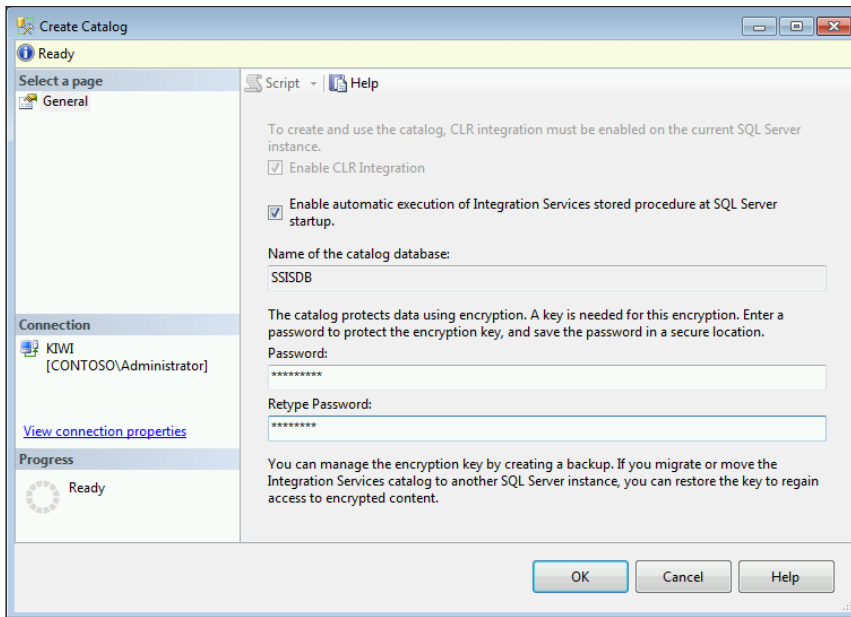 Create Catalog
Ready
Select a page
General
Script
Help
To create and use the catalog, CLR integration must be enabled on the current SQL Server
instance.
Enable CLR Integration
Enable automatic execution of Integration Services stored procedure at SQL Server
startup.
Name of the catalog database:
SSISDB
The catalog protects data using encryption. A key is needed for this encryption. Enter a
password to protect the encryption key, and save the password in a secure location.
Password:
*********
Retype Password:
********
You can manage the encryption key by creating a backup. If you migrate or move the
Integration Services catalog to another SQL Server instance, you can restore the key to regain
access to encrypted content.
Connection
KIWI
[CONTOSO\Administrator]
View connection properties
Progress
Ready
OK
Cancel
Help